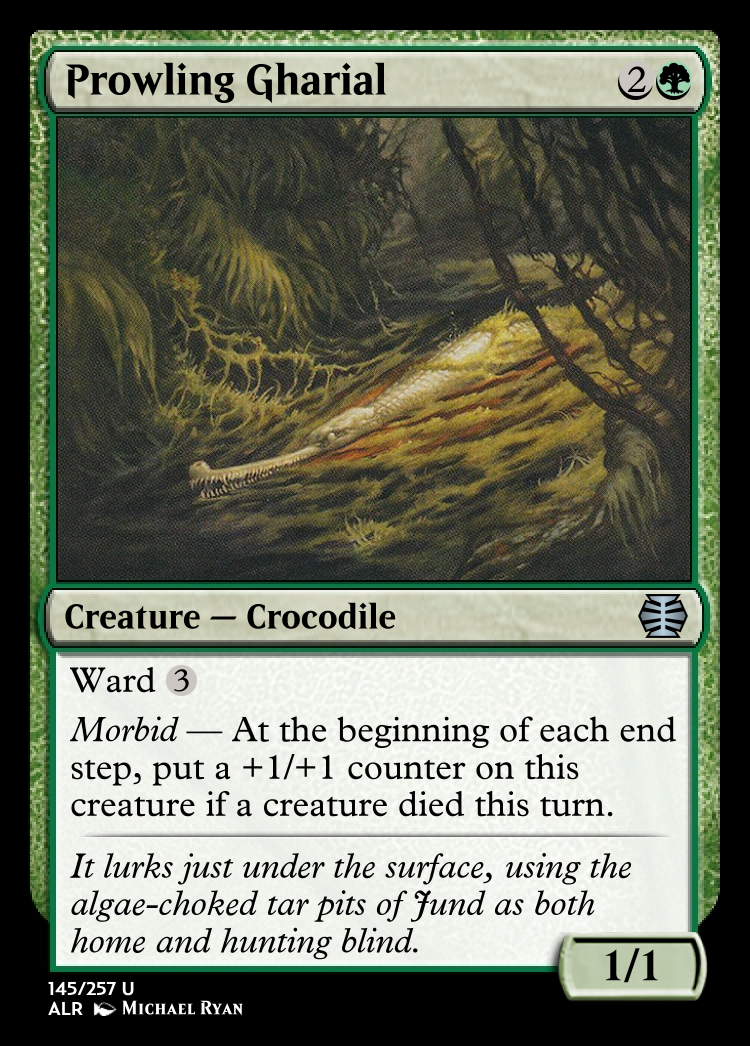 Prowling Gharial 2
Creature — Crocodile
Ward 3
Morbid — At the beginning of each end
step, put a +1/+1 counter on this
creature if a creature died this turn.
It lurks just under the surface, using the
algae-choked tar pits of Jund as both
home and hunting blind.
1/1
145/257 U
ALR Michael Ryan